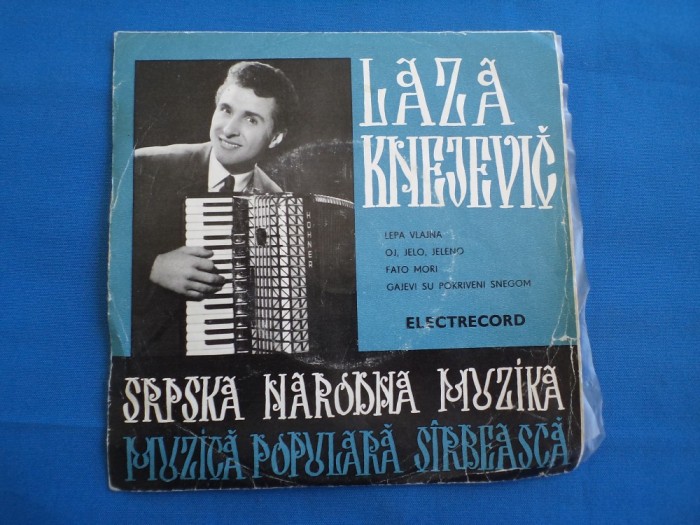 LAZA
KNEJEVIČ
LEPA VLAJNA
OJ, JELO, JELENO
FATO MORI
GAJEVI SU POKRIVENI SNEGOM
ELECTRECORD
HOHNER
SRPSKA NARODNA MUZIKA
MUZICĂ POPULARĂ SÎRBEASCĂ